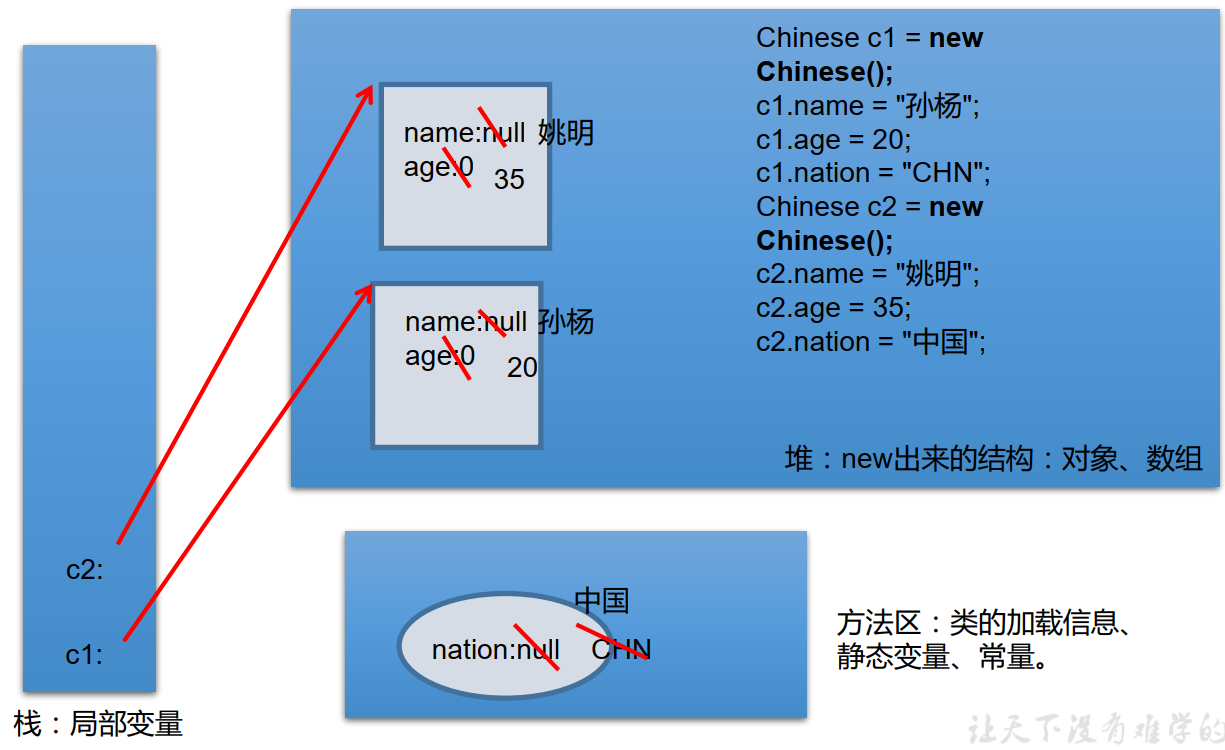 Chinese c1 = new
Chinese();
c1.name = "孙杨";
c1.age = 20;
c1.nation = "CHN";
Chinese c2 = new
Chinese();
c2.name = "姚明";
c2.age = 35;
c2.nation = "中国";
name:null 姚明
age:0 35
name:null 孙杨
age:0 20
堆：new出来的结构：对象、数组
c2:
c1:
栈：局部变量
中国
nation:null CHN
方法区：类的加载信息、
静态变量、常量。
让天下没有难学的